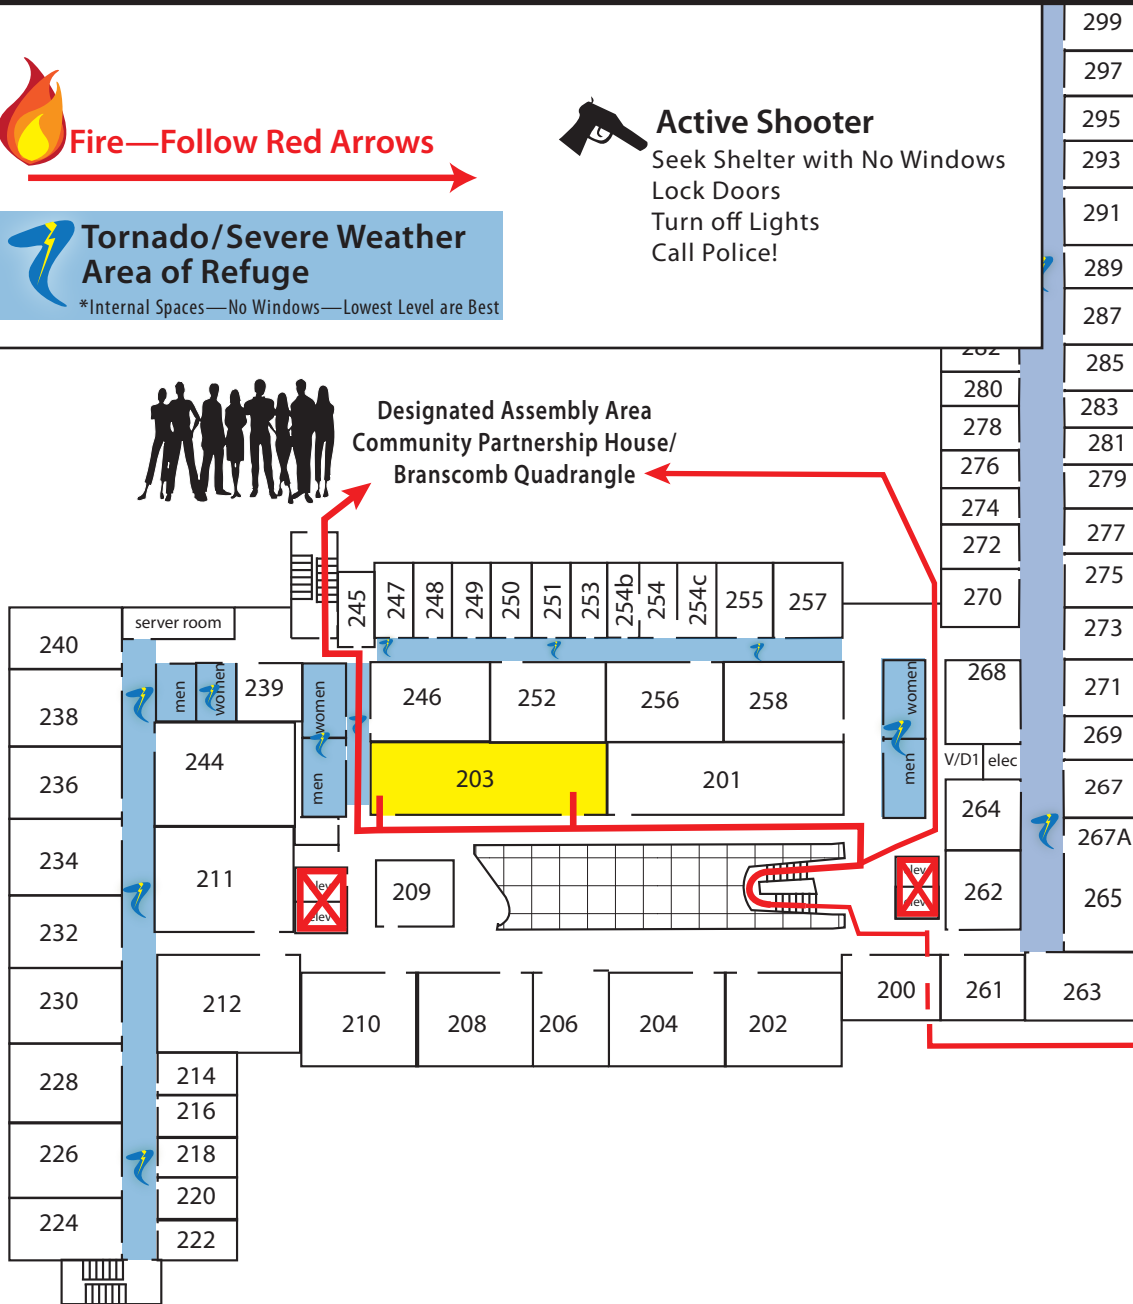 Fire—Follow Red Arrows
Tornado/Severe Weather
Area of Refuge
*Internal Spaces—No Windows—Lowest Level are Best
Active Shooter
Seek Shelter with No Windows
Lock Doors
Turn off Lights
Call Police!
Designated Assembly Area
Community Partnership House/
Branscomb Quadrangle
299
297
295
293
291
289
287
285
283
281
279
277
275
273
271
269
267
267A
265
263
282
280
278
276
274
272
270
268
V/D1 elec
264
262
261
200
245
247
248
249
250
251
253
254b
254
254c
255
257
246
252
256
258
203
201
women
men
elev
elev
server room
240
238
236
234
232
230
228
226
224
men
women
239
women
men
244
211
elev
elev
209
212
210
208
206
204
202
214
216
218
220
222